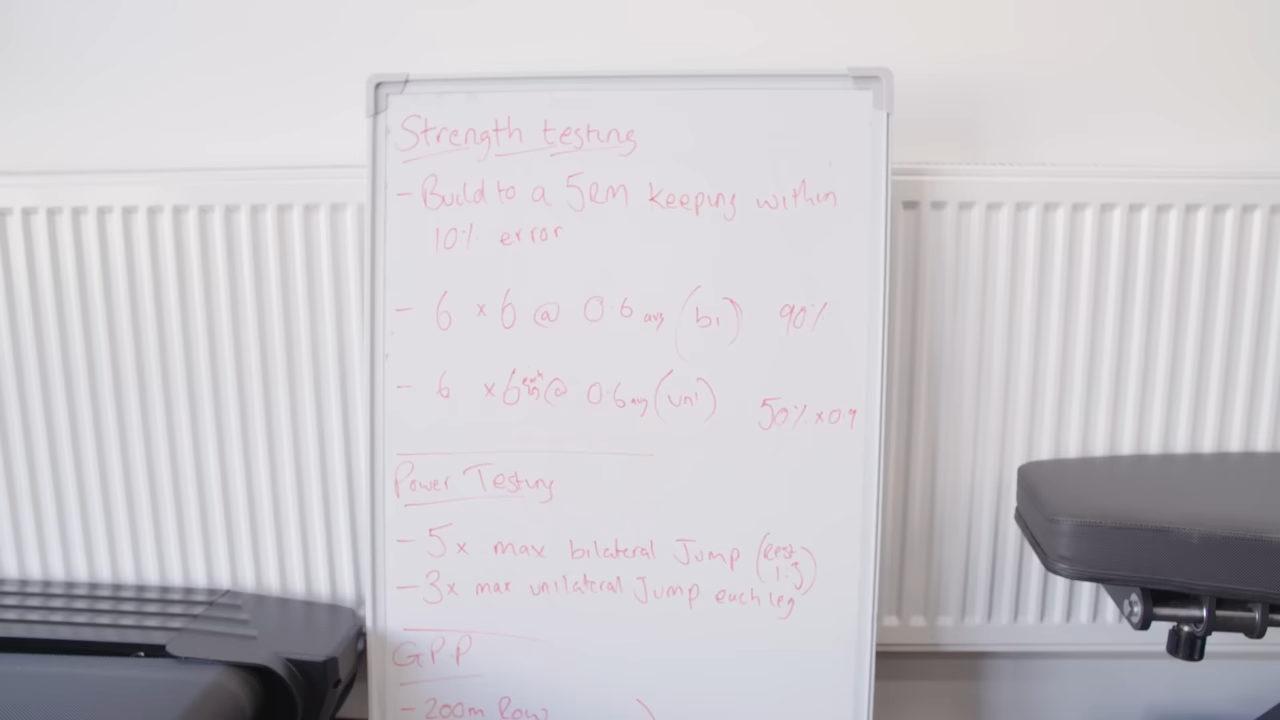 Strength testing
- Build to a 5RM keeping within
10% error
- 6 x 6 @ 0.6 avg (bi) 90%
- 6 x 6 each @ 0.6 avg (uni) 50% x 0.9
Power Testing
- 5x max bilateral Jump (Rest
1:3)
- 3x max unilateral Jump each leg
GPP
- 200m Row